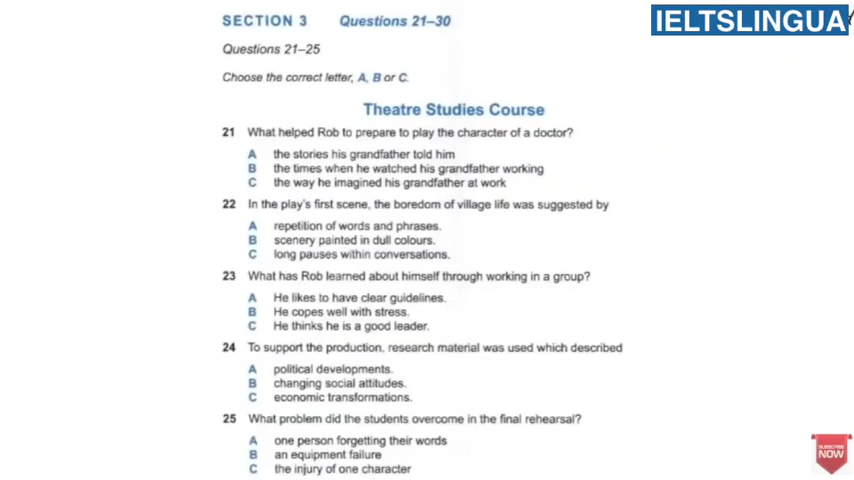 IELTSLINGUA
SECTION 3 Questions 21–30
Questions 21–25
Choose the correct letter, A, B or C.
Theatre Studies Course
21 What helped Rob to prepare to play the character of a doctor?
A the stories his grandfather told him
B the times when he watched his grandfather working
C the way he imagined his grandfather at work
22 In the play's first scene, the boredom of village life was suggested by
A repetition of words and phrases.
B scenery painted in dull colours.
C long pauses within conversations.
23 What has Rob learned about himself through working in a group?
A He likes to have clear guidelines.
B He copes well with stress.
C He thinks he is a good leader.
24 To support the production, research material was used which described
A political developments.
B changing social attitudes.
C economic transformations.
25 What problem did the students overcome in the final rehearsal?
A one person forgetting their words
B an equipment failure
C the injury of one character
SUBSCRIBE
NOW